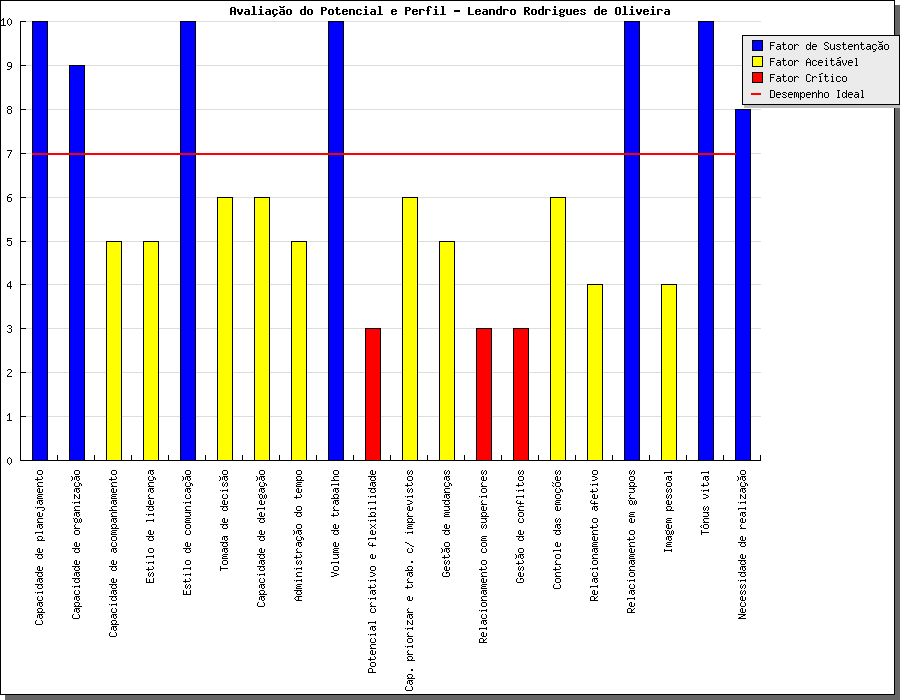 Avaliação do Potencial e Perfil - Leandro Rodrigues de Oliveira
Fator de Sustentação
Fator Aceitável
Fator Crítico
Desempenho Ideal
10
9
8
7
6
5
4
3
2
1
0
Capacidade de planejamento
Capacidade de organização
Capacidade de acompanhamento
Estilo de liderança
Estilo de comunicação
Tomada de decisão
Capacidade de delegação
Administração do tempo
Volume de trabalho
Potencial criativo e flexibilidade
Cap. priorizar e trab. c/ imprevistos
Gestão de mudanças
Relacionamento com superiores
Gestão de conflitos
Controle das emoções
Relacionamento afetivo
Relacionamento em grupos
Imagem pessoal
Tônus vital
Necessidade de realização